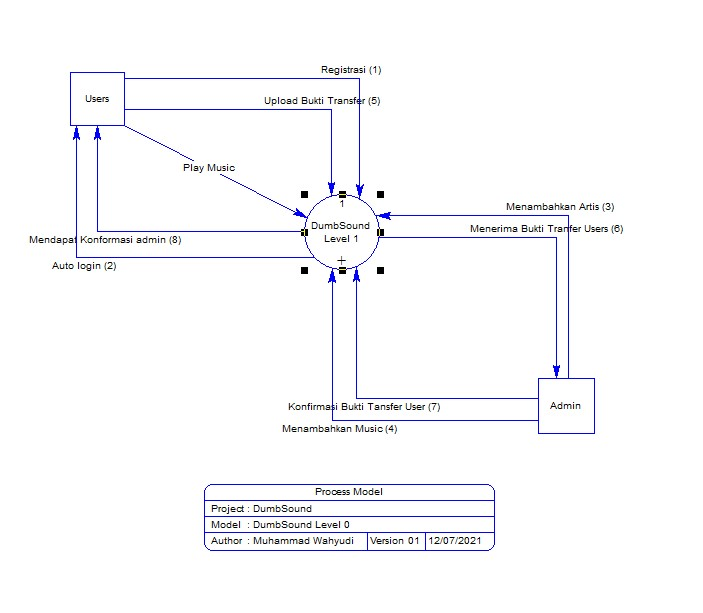 Registrasi (1)
Users
Upload Bukti Transfer (5)
Play Music
1
DumbSound
Level 1
+
Menambahkan Artis (3)
Menerima Bukti Tranfer Users (6)
Mendapat Konformasi admin (8)
Auto login (2)
Konfirmasi Bukti Tansfer User (7)
Admin
Menambahkan Music (4)
Process Model
Project : DumbSound
Model : DumbSound Level 0
Author : Muhammad Wahyudi Version 01 12/07/2021